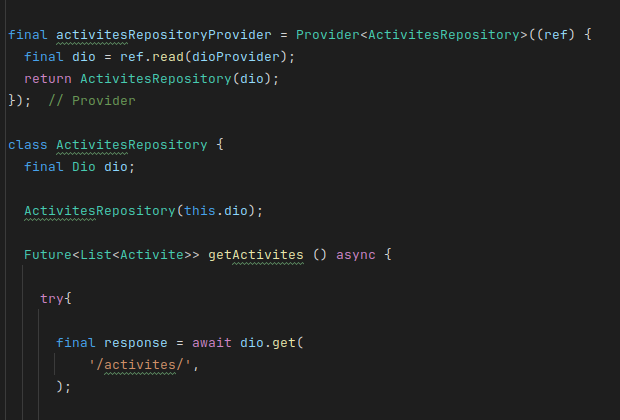 final activitesRepositoryProvider = Provider<ActivitesRepository>((ref) {
  final dio = ref.read(dioProvider);
  return ActivitesRepository(dio);
});  // Provider
class ActivitesRepository {
  final Dio dio;
  ActivitesRepository(this.dio);
  Future<List<Activite>> getActivites () async {
    try{
      final response = await dio.get(
          '/activites/',
      );